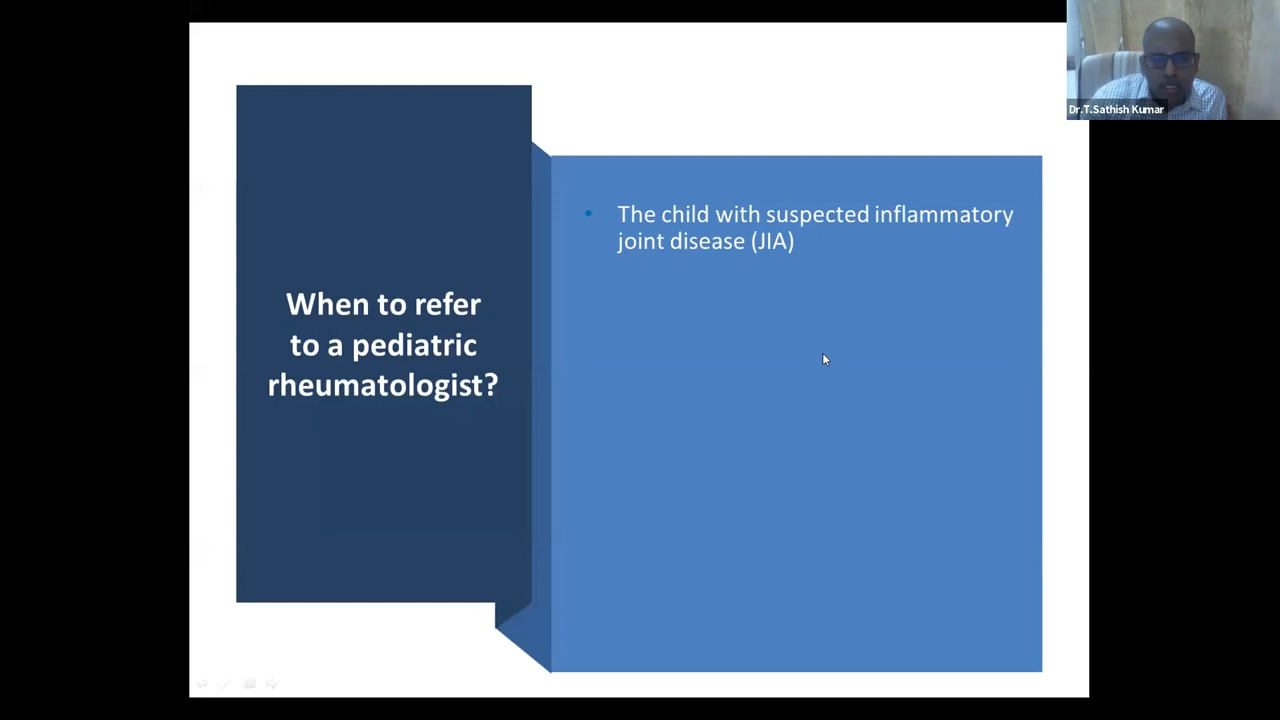 Dr.T.Sathish Kumar
When to refer
to a pediatric
rheumatologist?
• The child with suspected inflammatory
joint disease (JIA)